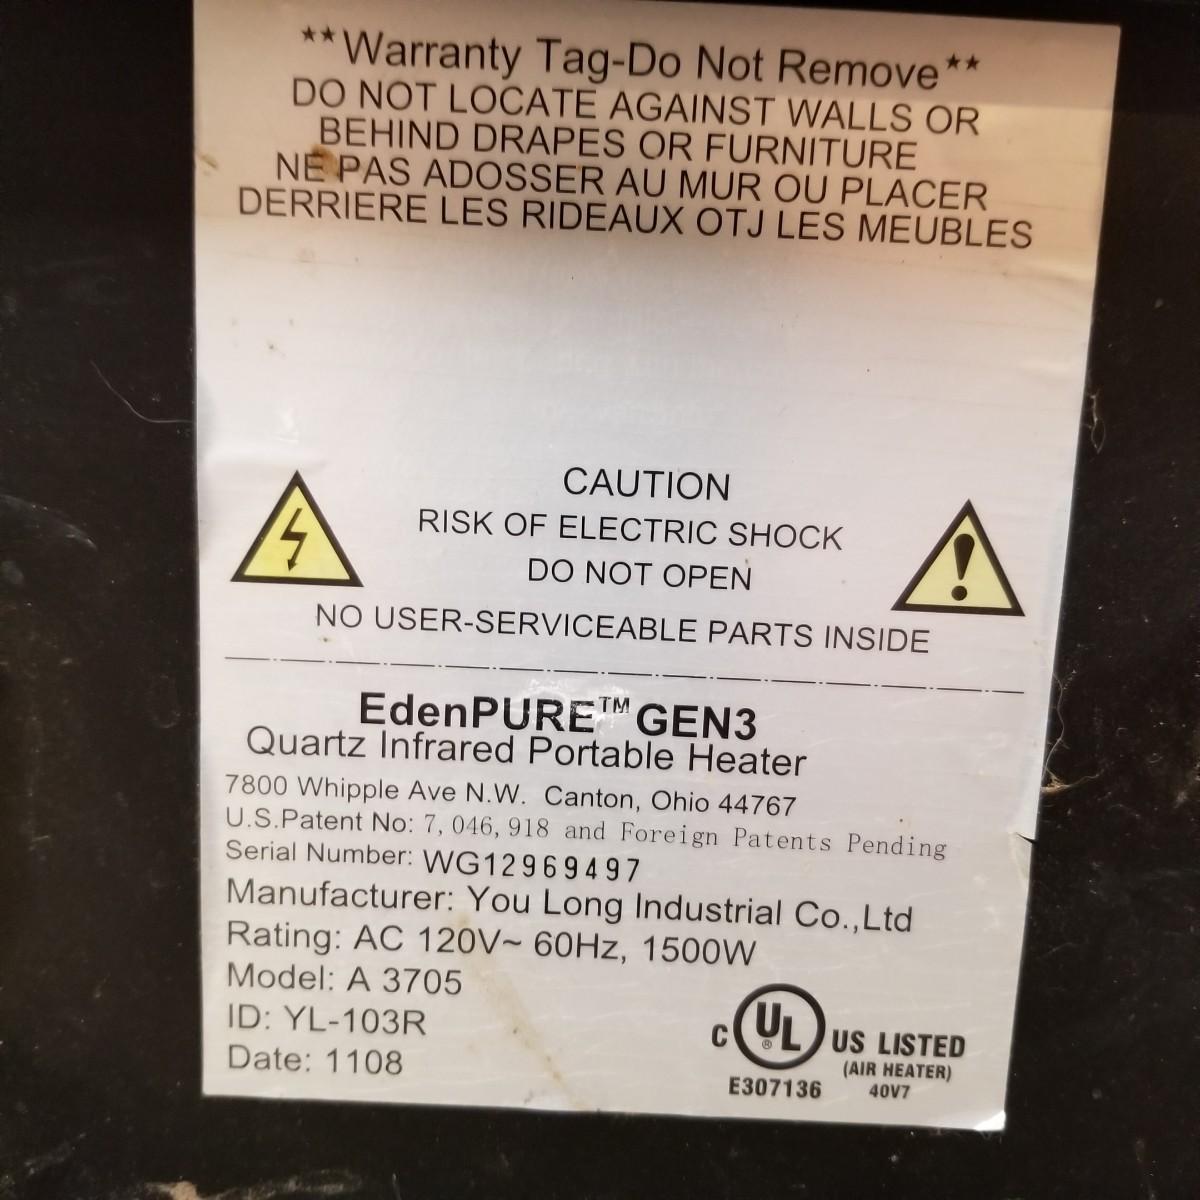 **Warranty Tag-Do Not Remove**
DO NOT LOCATE AGAINST WALLS OR
BEHIND DRAPES OR FURNITURE
NE PAS ADOSSER AU MUR OU PLACER
DERRIERE LES RIDEAUX OTJ LES MEUBLES
CAUTION
RISK OF ELECTRIC SHOCK
DO NOT OPEN
NO USER-SERVICEABLE PARTS INSIDE
EdenPURE™ GEN3
Quartz Infrared Portable Heater
7800 Whipple Ave N.W. Canton, Ohio 44767
U.S.Patent No: 7,046,918 and Foreign Patents Pending
Serial Number: WG12969497
Manufacturer: You Long Industrial Co.,Ltd
Rating: AC 120V~ 60Hz, 1500W
Model: A 3705
ID: YL-103R
Date: 1108
C UL ® US LISTED
(AIR HEATER)
E307136 40V7